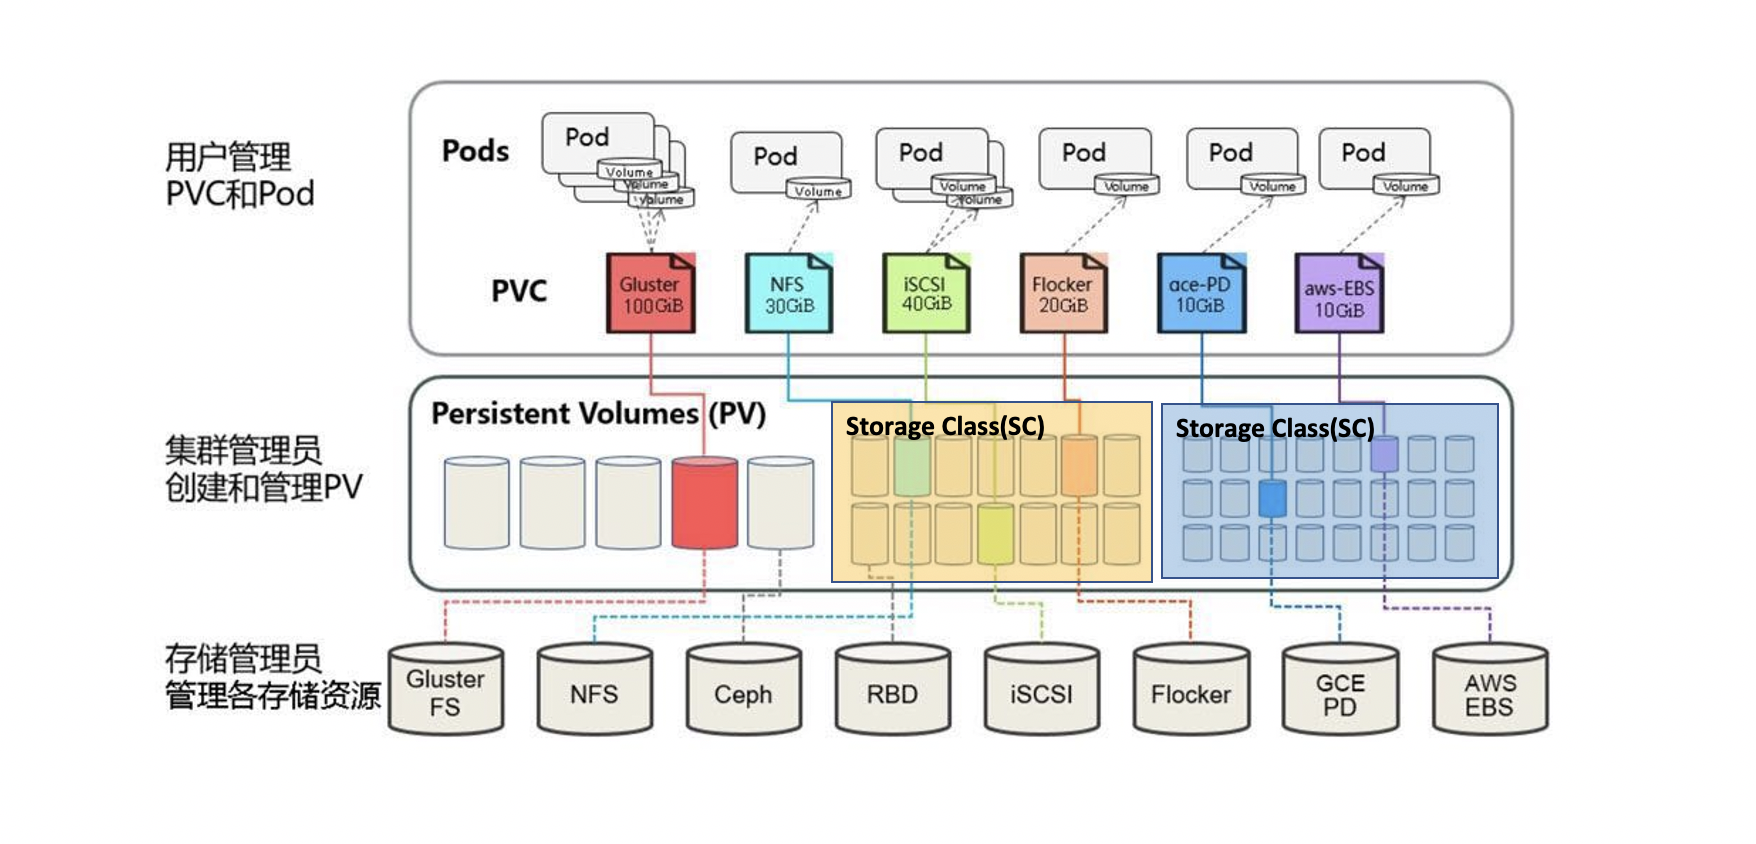 用户管理
PVC和Pod
Pods
Pod
Volume
Volume
Volume
Pod
Volume
Pod
Volume
Volume
Pod
Volume
Pod
Volume
Pod
Volume
PVC
Gluster
100GiB
NFS
30GiB
iSCSI
40GiB
Flocker
20GiB
gce-PD
10GiB
aws-EBS
10GiB
集群管理员
创建和管理PV
Persistent Volumes (PV)
Storage Class(SC)
Storage Class(SC)
存储管理员
管理各存储资源
Gluster
FS
NFS
Ceph
RBD
iSCSI
Flocker
GCE
PD
AWS
EBS